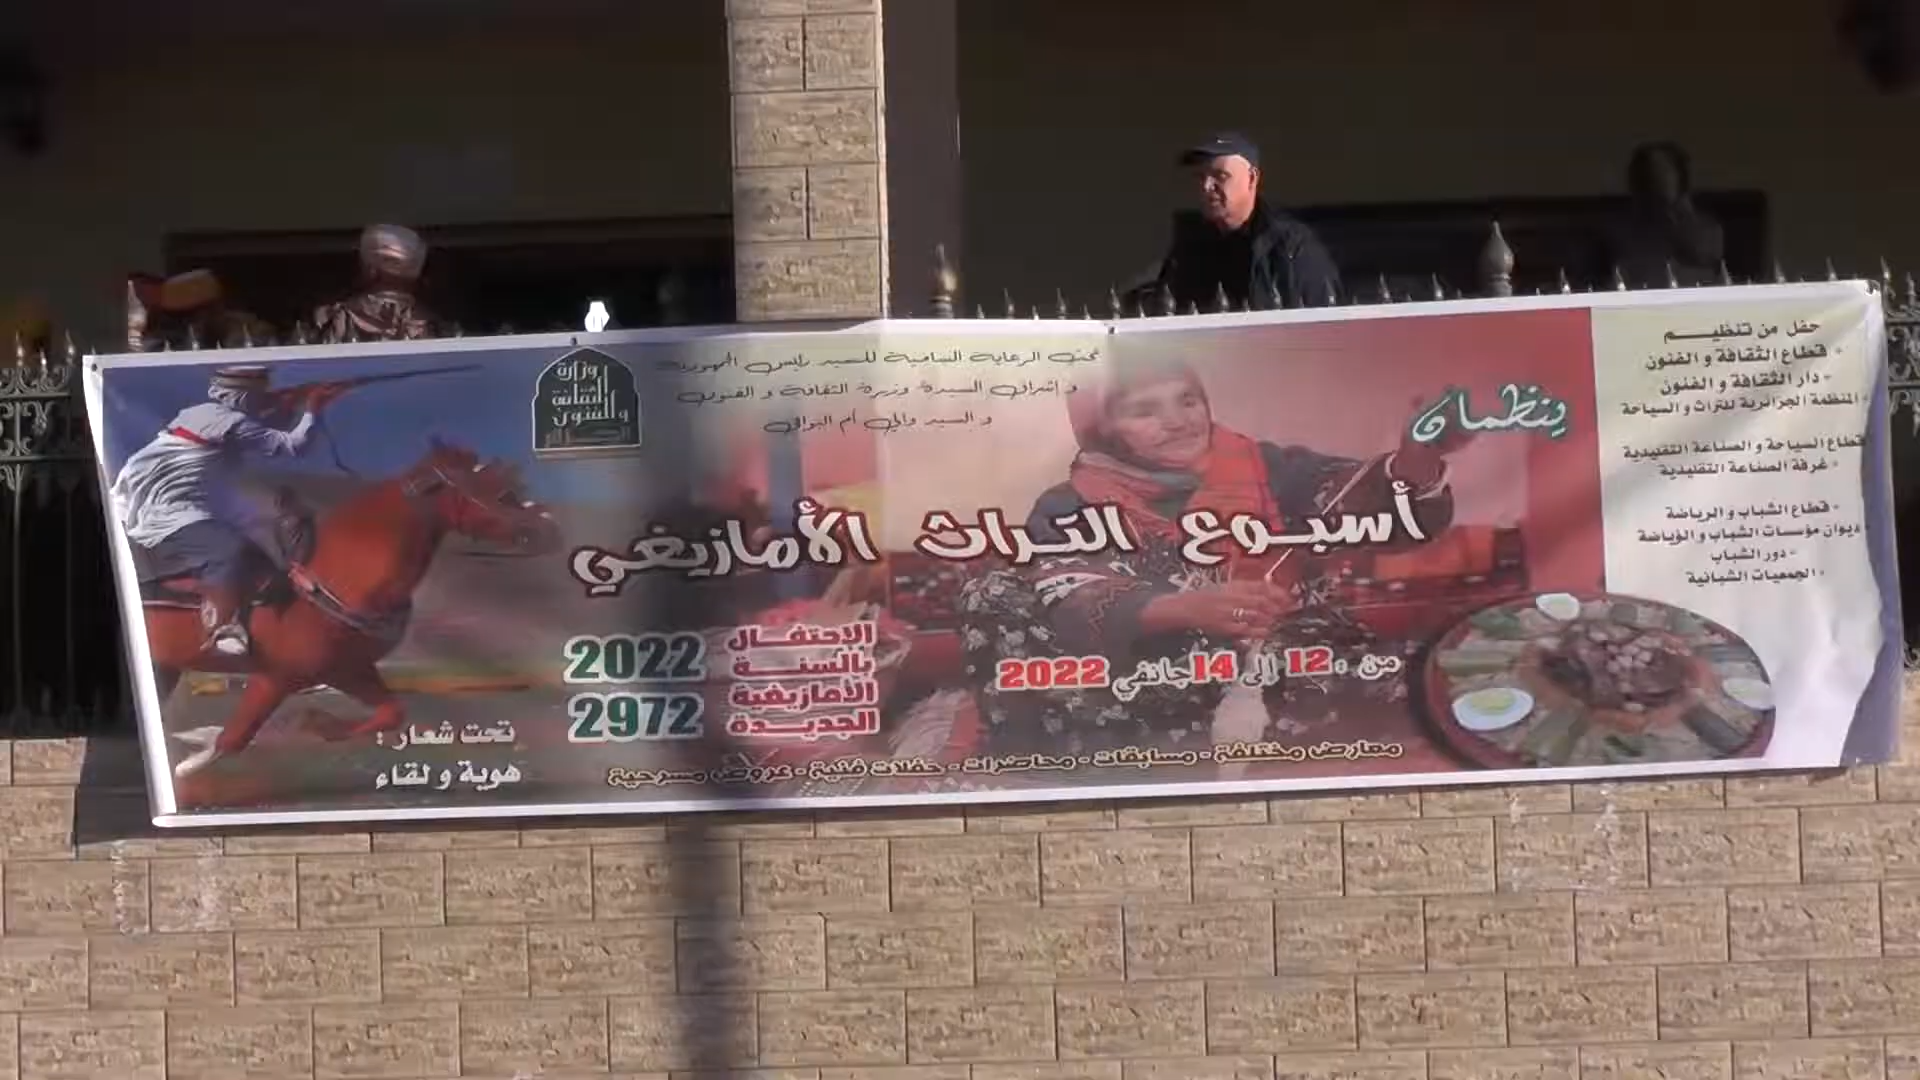 تحت الرعاية السامية للسيد رئيس الجمهورية
و إشراف السيدة وزيرة الثقافة و الفنون
و السيد والي أم البواقي
وزارة
الثقافة
والفنون
ينظمان
أسبوع التراث الأمازيغي
من : 12 إلى 14 جانفي 2022
الإحتفال
بالسنة
الأمازيغية
الجديدة
2022
2972
تحت شعار :
هوية و لقاء
معارض مختلفة - مسابقات - محاضرات - حفلات فنية - عروض مسرحية
حفل من تنظيم
- قطاع الثقافة و الفنون
- دار الثقافة و الفنون
- المنظمة الجزائرية للتراث و السياحة
قطاع السياحة و الصناعة التقليدية
- غرفة الصناعة التقليدية
- قطاع الشباب و الرياضة
ديوان مؤسسات الشباب و الرياضة
- دور الشباب
- الجمعيات الشبانية